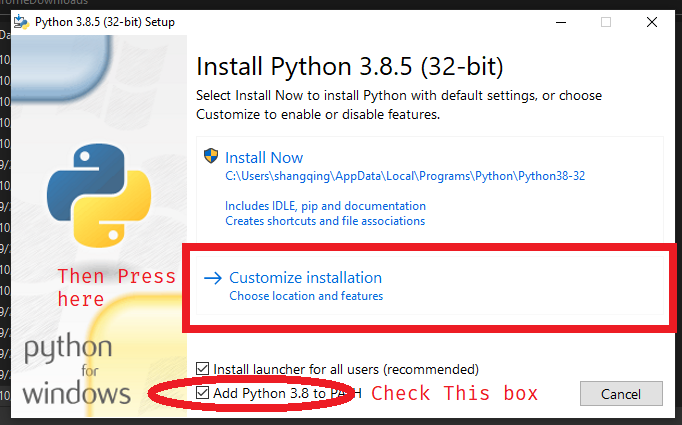 Python 3.8.5 (32-bit) Setup
Install Python 3.8.5 (32-bit)
Select Install Now to install Python with default settings, or choose
Customize to enable or disable features.
Install Now
C:\Users\shangqing\AppData\Local\Programs\Python\Python38-32
Includes IDLE, pip and documentation
Creates shortcuts and file associations
Then Press
here
Customize installation
Choose location and features
python
for
windows
Install launcher for all users (recommended)
Add Python 3.8 to PATH
Check This box
Cancel